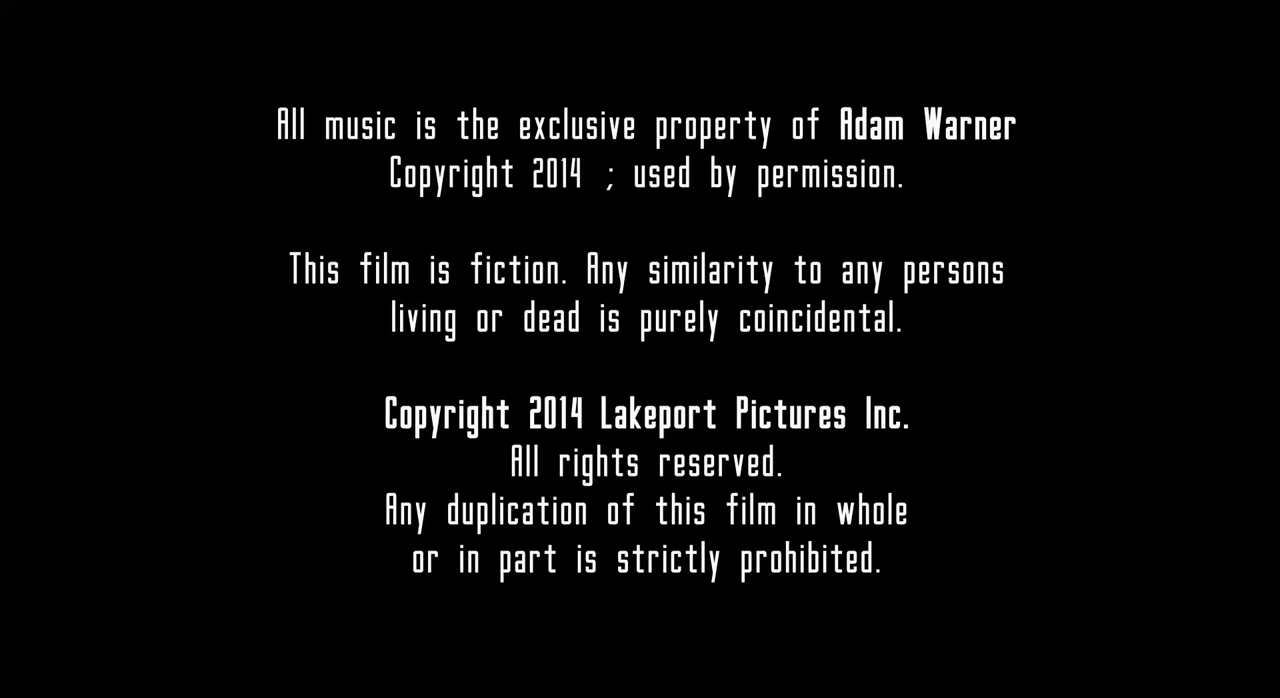 All music is the exclusive property of Adam Warner
Copyright 2014 ; used by permission.
This film is fiction. Any similarity to any persons
living or dead is purely coincidental.
Copyright 2014 Lakeport Pictures Inc.
All rights reserved.
Any duplication of this film in whole
or in part is strictly prohibited.